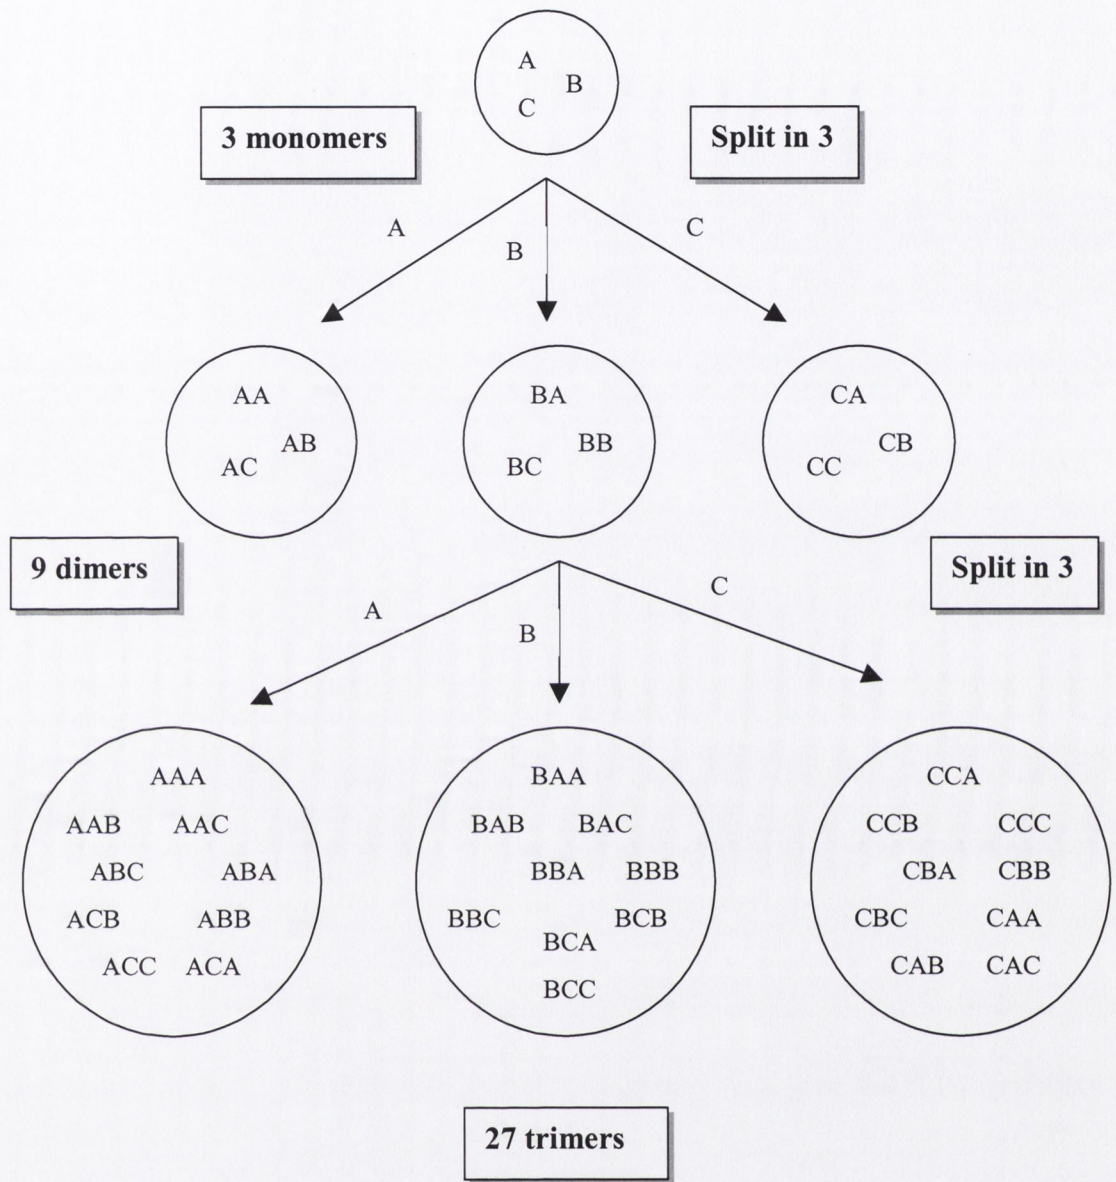 A
B
C
3 monomers
Split in 3
A
B
C
AA
AB
AC
BA
BB
BC
CA
CB
CC
9 dimers
Split in 3
A
B
C
AAA
AAB AAC
ABC ABA
ACB ABB
ACC ACA
BAA
BAB BAC
BBA BBB
BBC BCB
BCA
BCC
CCA
CCB CCC
CBA CBB
CBC CAA
CAB CAC
27 trimers